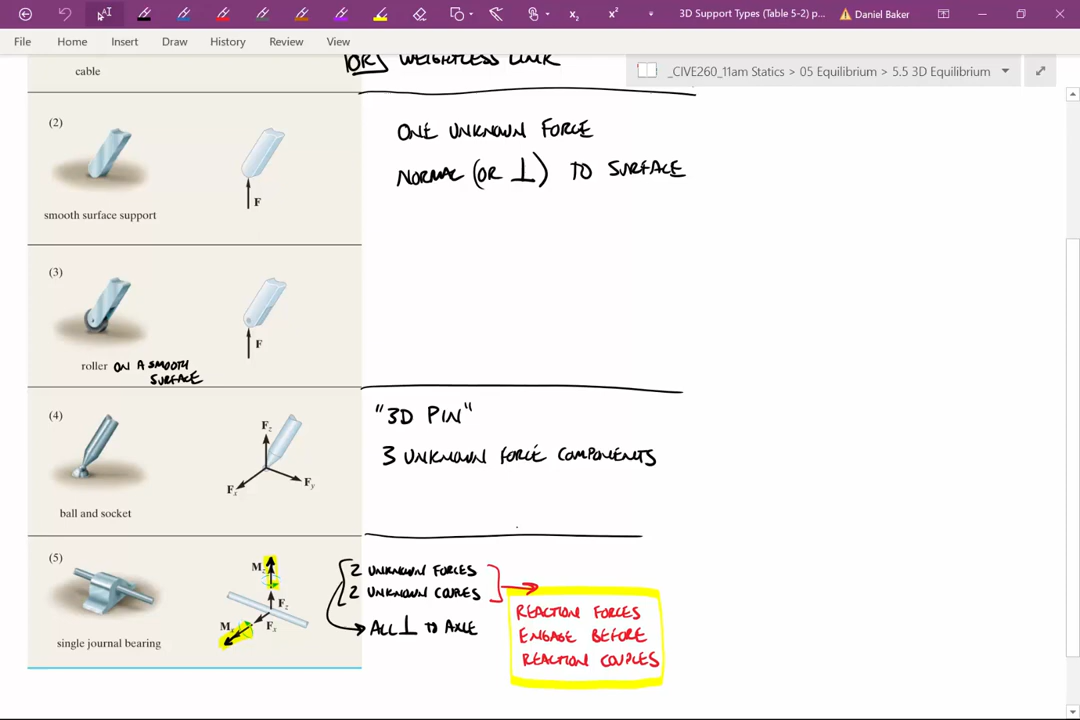 3D Support Types (Table 5-2) p...
Daniel Baker
File Home Insert Draw History Review View
_CIVE260_11am Statics > 05 Equilibrium > 5.5 3D Equilibrium
(OR) WEIGHTLESS LINK
cable
(2)
F
smooth surface support
ONE UNKNOWN FORCE
NORMAL (OR ⊥) TO SURFACE
(3)
F
roller ON A SMOOTH
SURFACE
(4)
Fz
Fx
Fy
ball and socket
"3D PIN"
3 UNKNOWN FORCE COMPONENTS
(5)
Mz
Fz
Mx
Fx
single journal bearing
2 UNKNOWN FORCES
2 UNKNOWN COUPLES
ALL ⊥ TO AXLE
REACTION FORCES
ENGAGE BEFORE
REACTION COUPLES